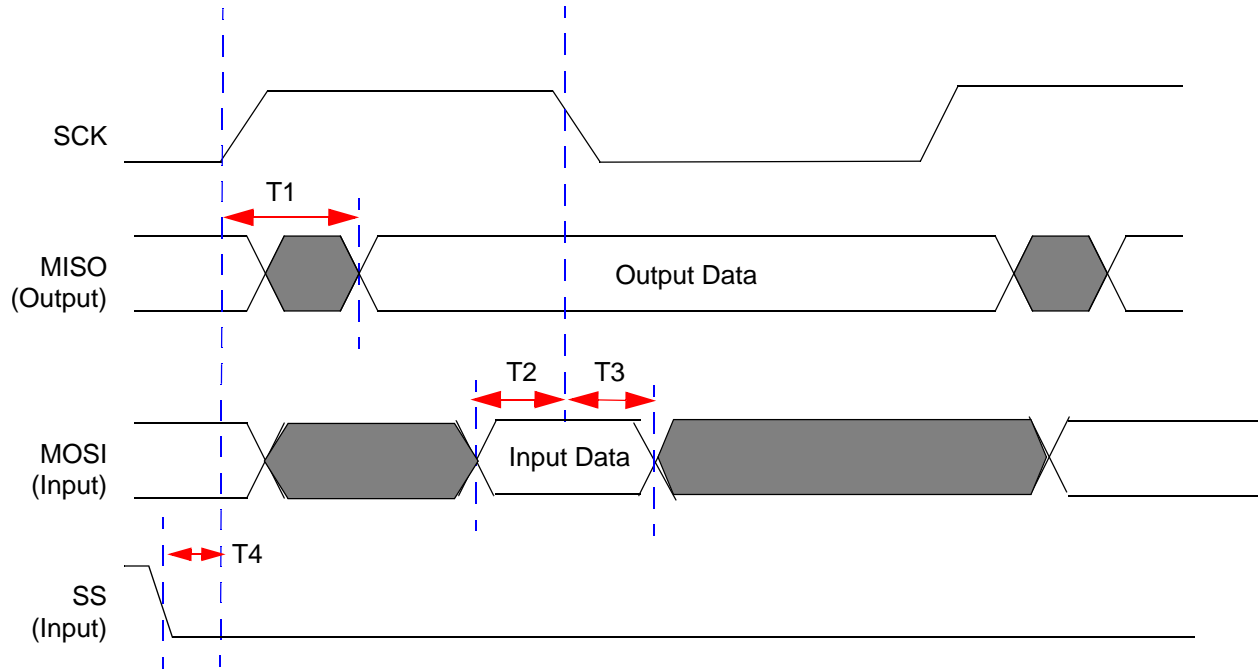 SCK
T1
MISO
(Output)
Output Data
T2
T3
MOSI
(Input)
Input Data
T4
SS
(Input)